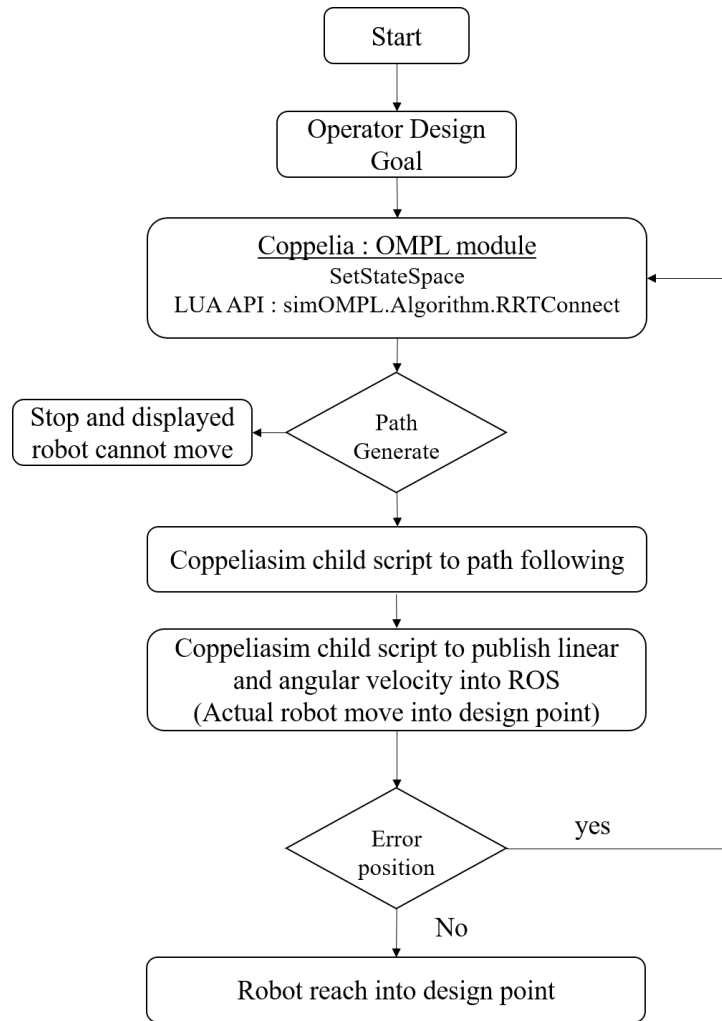 Start
Operator Design
Goal
Coppelia : OMPL module
SetStateSpace
LUA API : simOMPL.Algorithm.RRTConnect
Stop and displayed
robot cannot move
Path
Generate
Coppeliasim child script to path following
Coppeliasim child script to publish linear
and angular velocity into ROS
(Actual robot move into design point)
Error
position
yes
No
Robot reach into design point